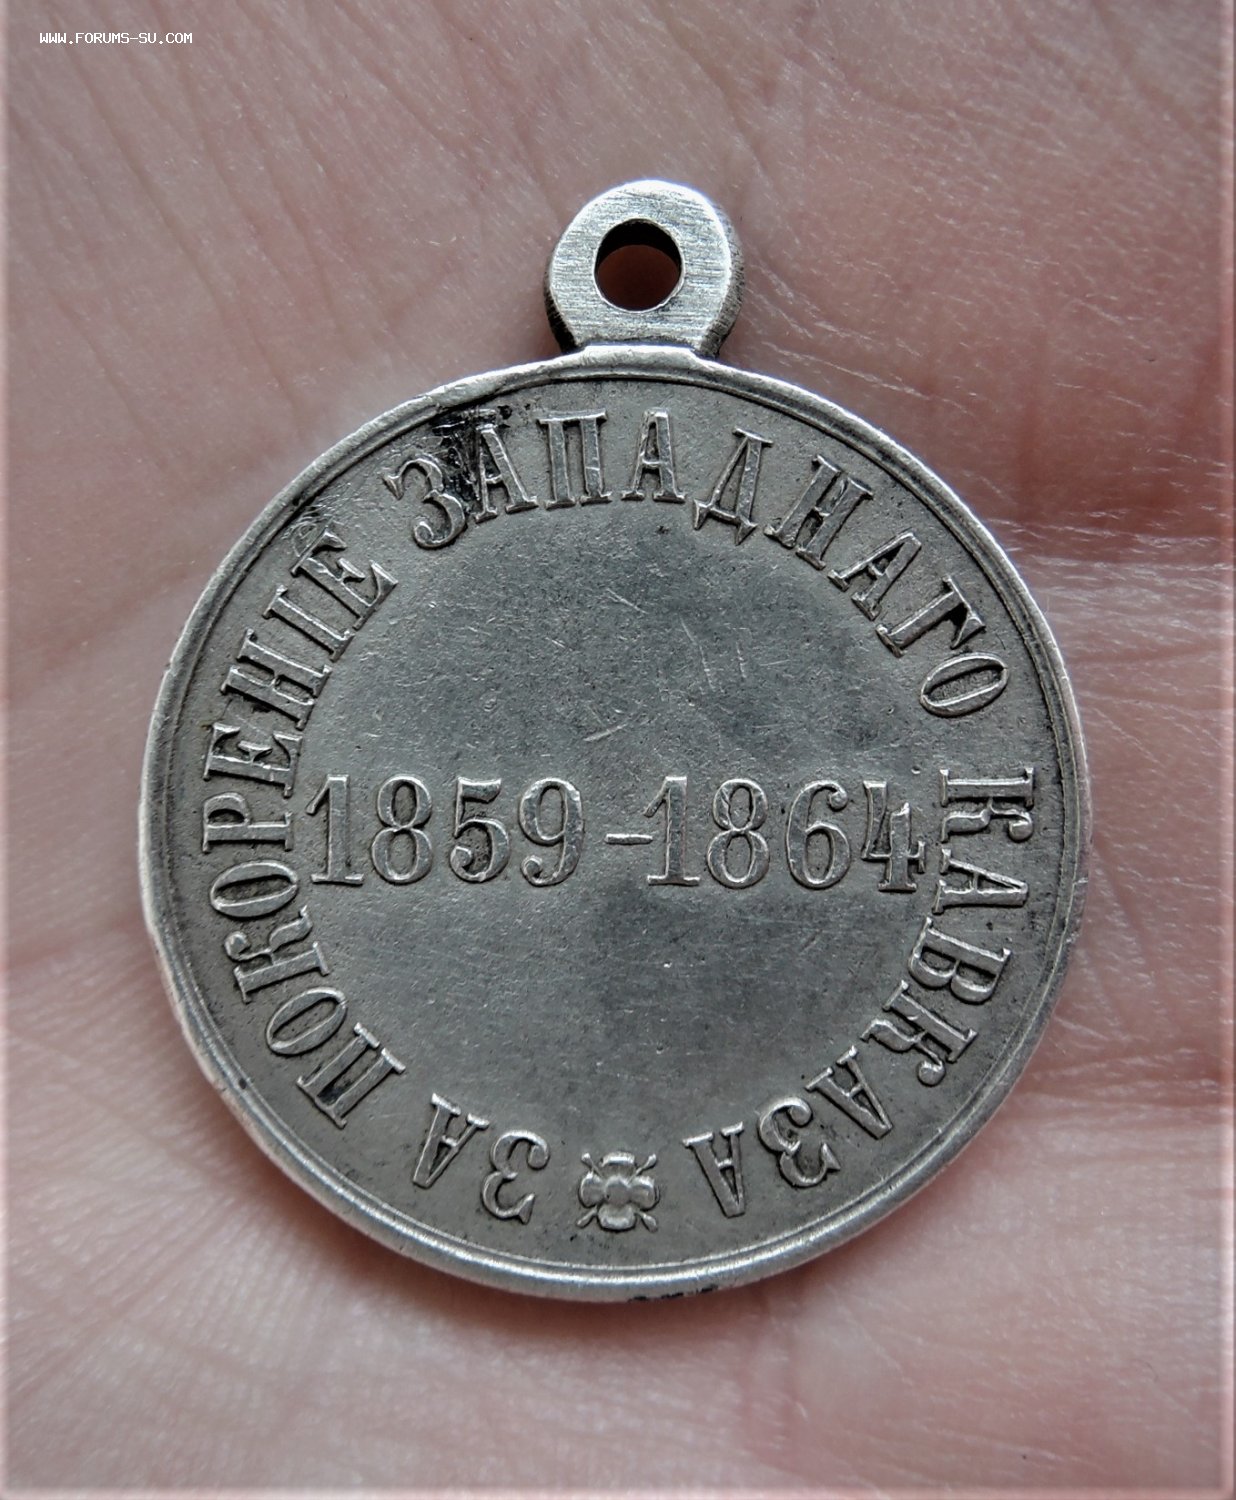 WWW.FORUMS-SU.COM
ЗА ПОКОРЕНІЕ ЗАПАДНАГО КАВКАЗА
1859-1864